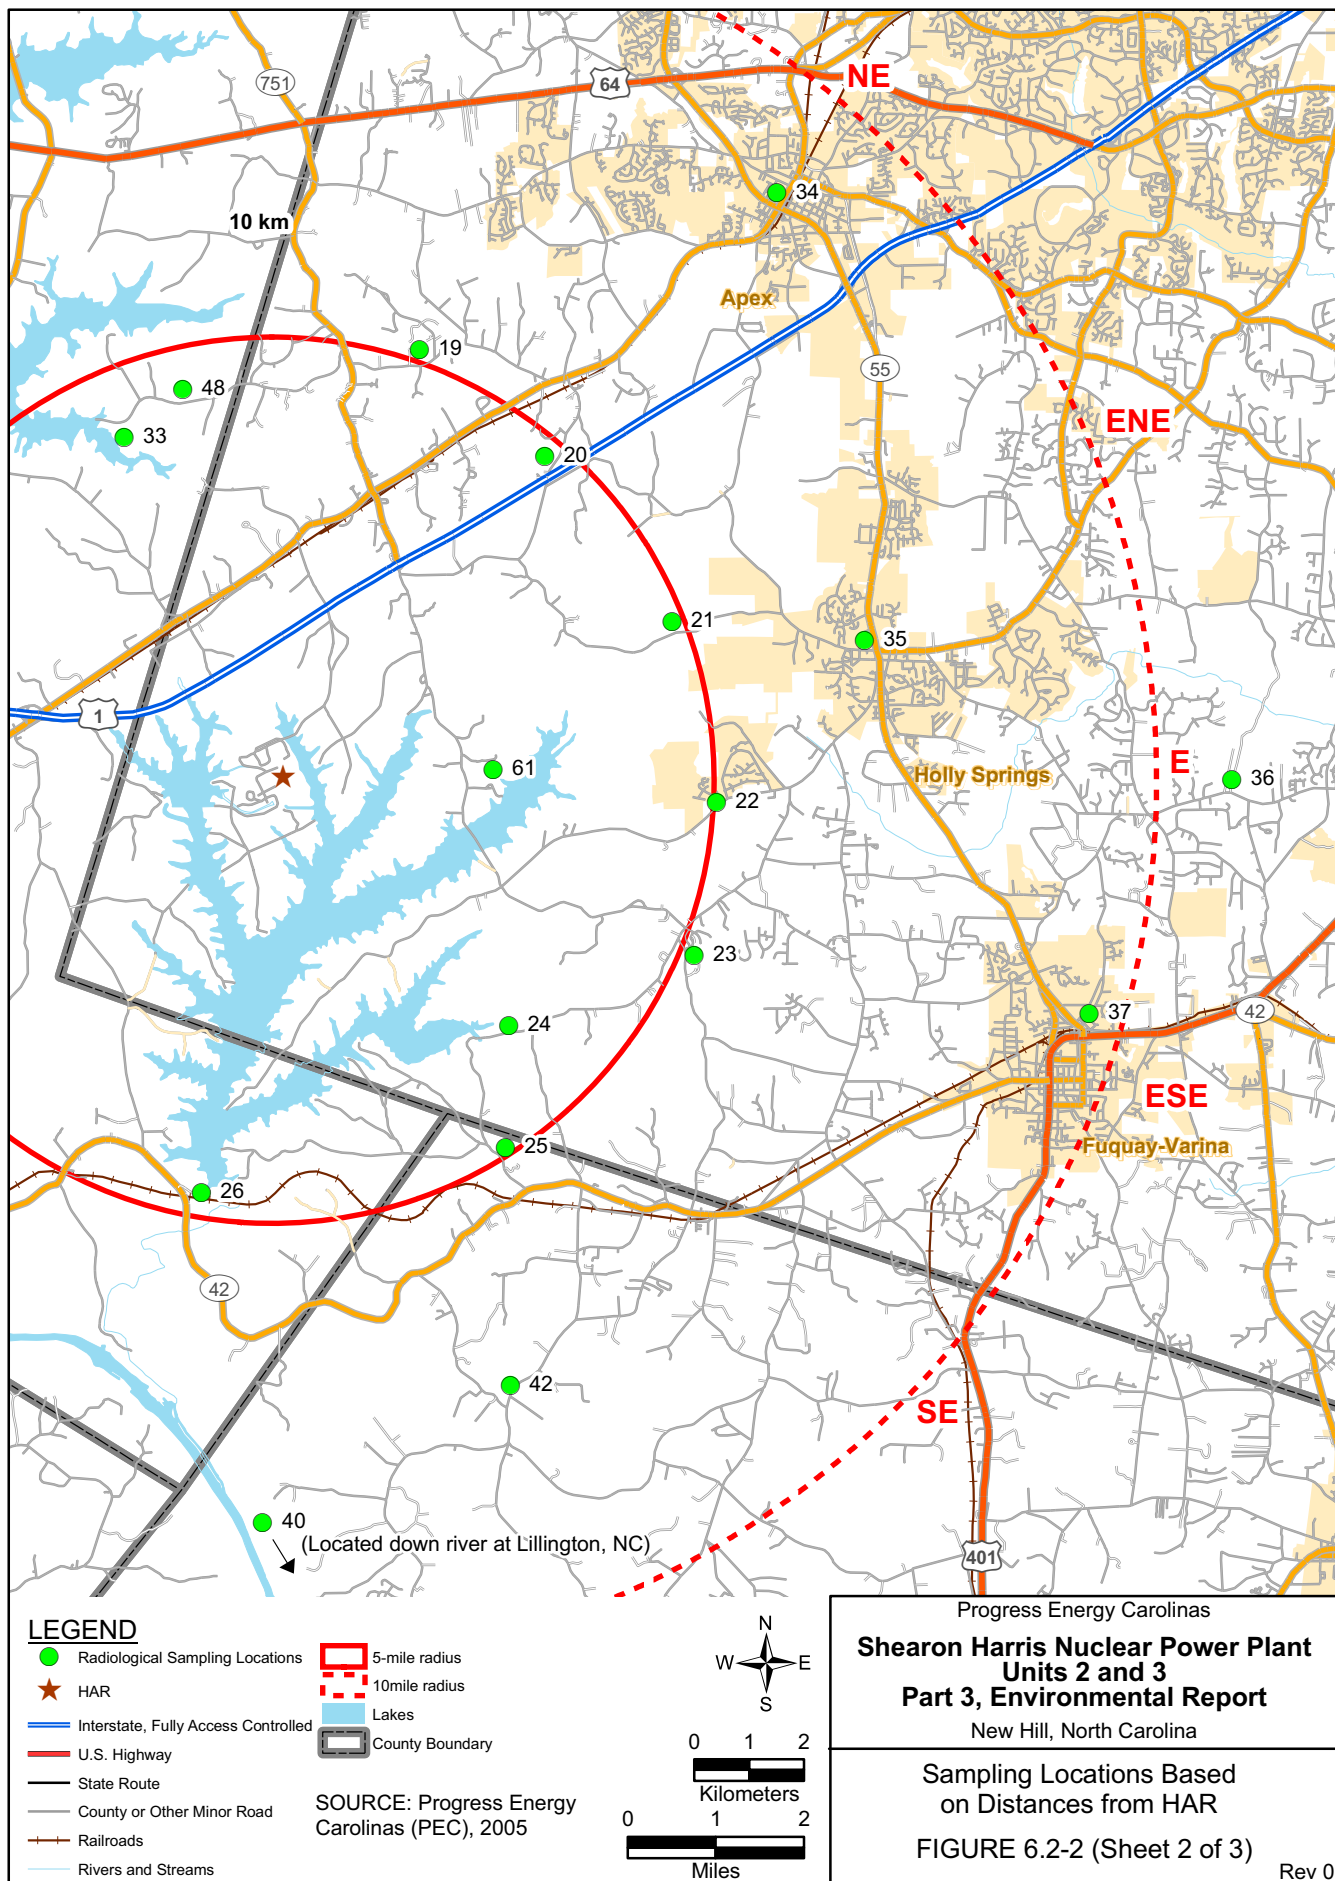 NE
64
751
34
10 km
Apex
19
55
48
ENE
33
20
21
35
1
61
E
Holly Springs
36
22
23
37
42
24
ESE
25
Fuquay-Varina
26
42
42
SE
40
(Located down river at Lillington, NC)
401
LEGEND
Radiological Sampling Locations
HAR
Interstate, Fully Access Controlled
U.S. Highway
State Route
County or Other Minor Road
Railroads
Rivers and Streams
5-mile radius
10mile radius
Lakes
County Boundary
SOURCE: Progress Energy
Carolinas (PEC), 2005
N
W E
S
0 1 2
Kilometers
0 1 2
Miles
Progress Energy Carolinas
Shearon Harris Nuclear Power Plant
Units 2 and 3
Part 3, Environmental Report
New Hill, North Carolina
Sampling Locations Based
on Distances from HAR
FIGURE 6.2-2 (Sheet 2 of 3)
Rev 0